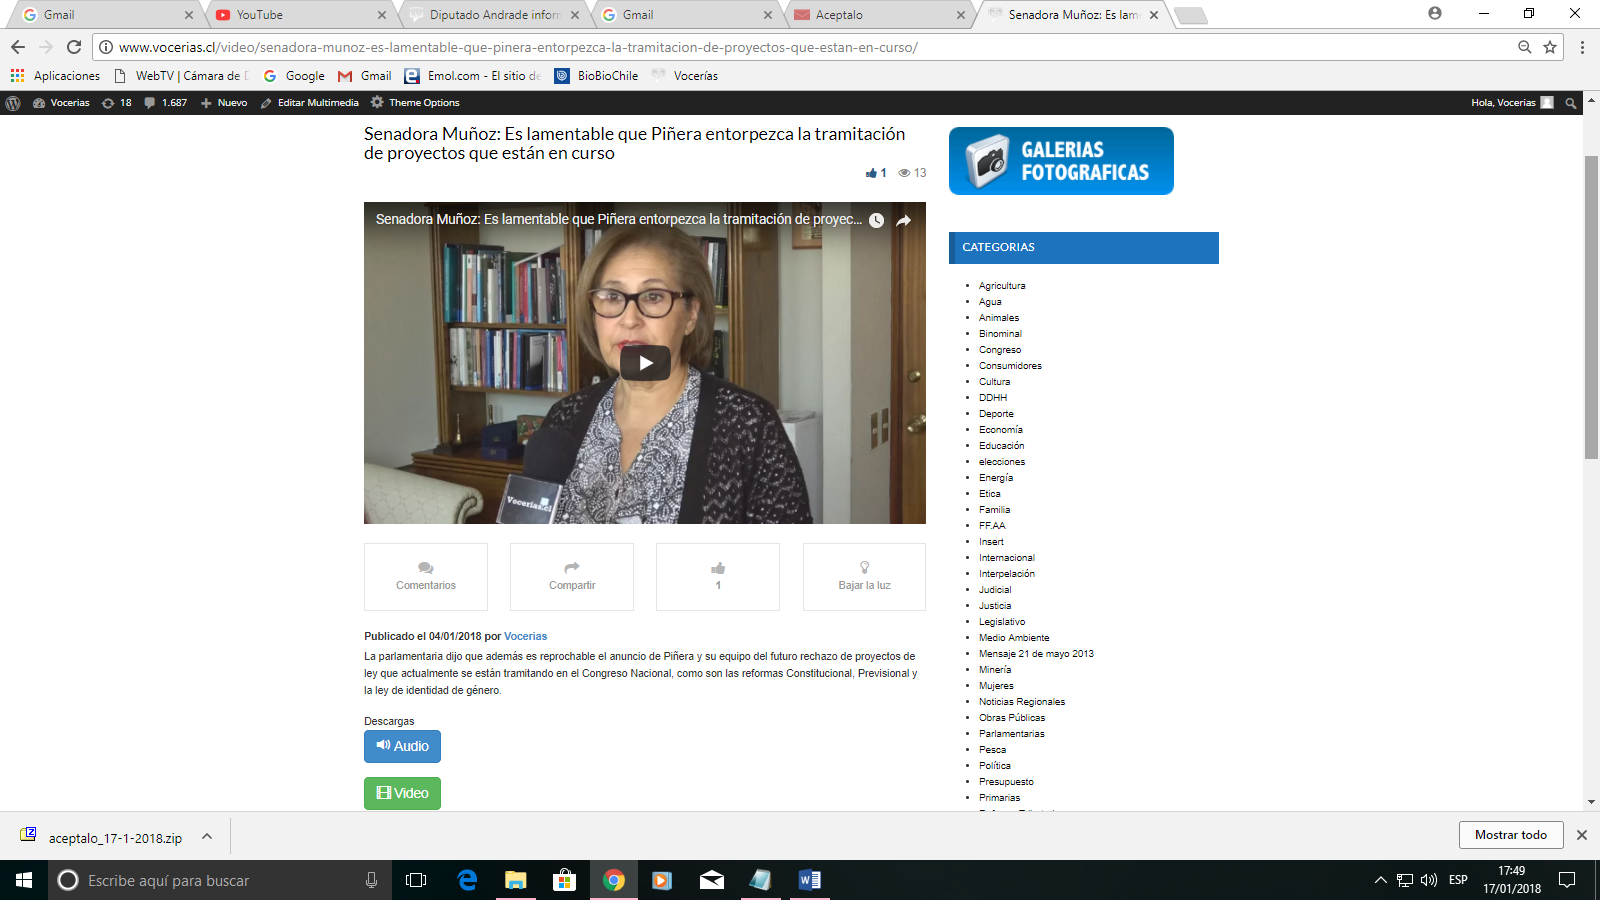 Gmail
YouTube
Diputado Andrade inform
Gmail
Aceptalo
Senadora Muñoz: Es lam
www.vocerias.cl/video/senadora-munoz-es-lamentable-que-pinera-entorpezca-la-tramitacion-de-proyectos-que-estan-en-curso/
Aplicaciones
WebTV | Cámara de D
Google
Gmail
Emol.com - El sitio de
BioBioChile
Vocerías
Vocerias
18
1.687
Nuevo
Editar Multimedia
Theme Options
Hola, Vocerias
Senadora Muñoz: Es lamentable que Piñera entorpezca la tramitación
de proyectos que están en curso
1
13
Senadora Muñoz: Es lamentable que Piñera entorpezca la tramitación de proyec...
Vocerias.cl
Comentarios
Compartir
1
Bajar la luz
Publicado el 04/01/2018 por Vocerias
La parlamentaria dijo que además es reprochable el anuncio de Piñera y su equipo del futuro rechazo de proyectos de
ley que actualmente se están tramitando en el Congreso Nacional, como son las reformas Constitucional, Previsional y
la ley de identidad de género.
Descargas
Audio
Video
GALERIAS
FOTOGRAFICAS
CATEGORIAS
Agricultura
Agua
Animales
Binominal
Congreso
Consumidores
Cultura
DDHH
Deporte
Economía
Educación
elecciones
Energía
Etica
Familia
FF.AA
Insert
Internacional
Interpelación
Judicial
Justicia
Legislativo
Medio Ambiente
Mensaje 21 de mayo 2013
Minería
Mujeres
Noticias Regionales
Obras Públicas
Parlamentarias
Pesca
Política
Presupuesto
Primarias
aceptalo_17-1-2018.zip
Mostrar todo
Escribe aquí para buscar
ESP
17:49
17/01/2018